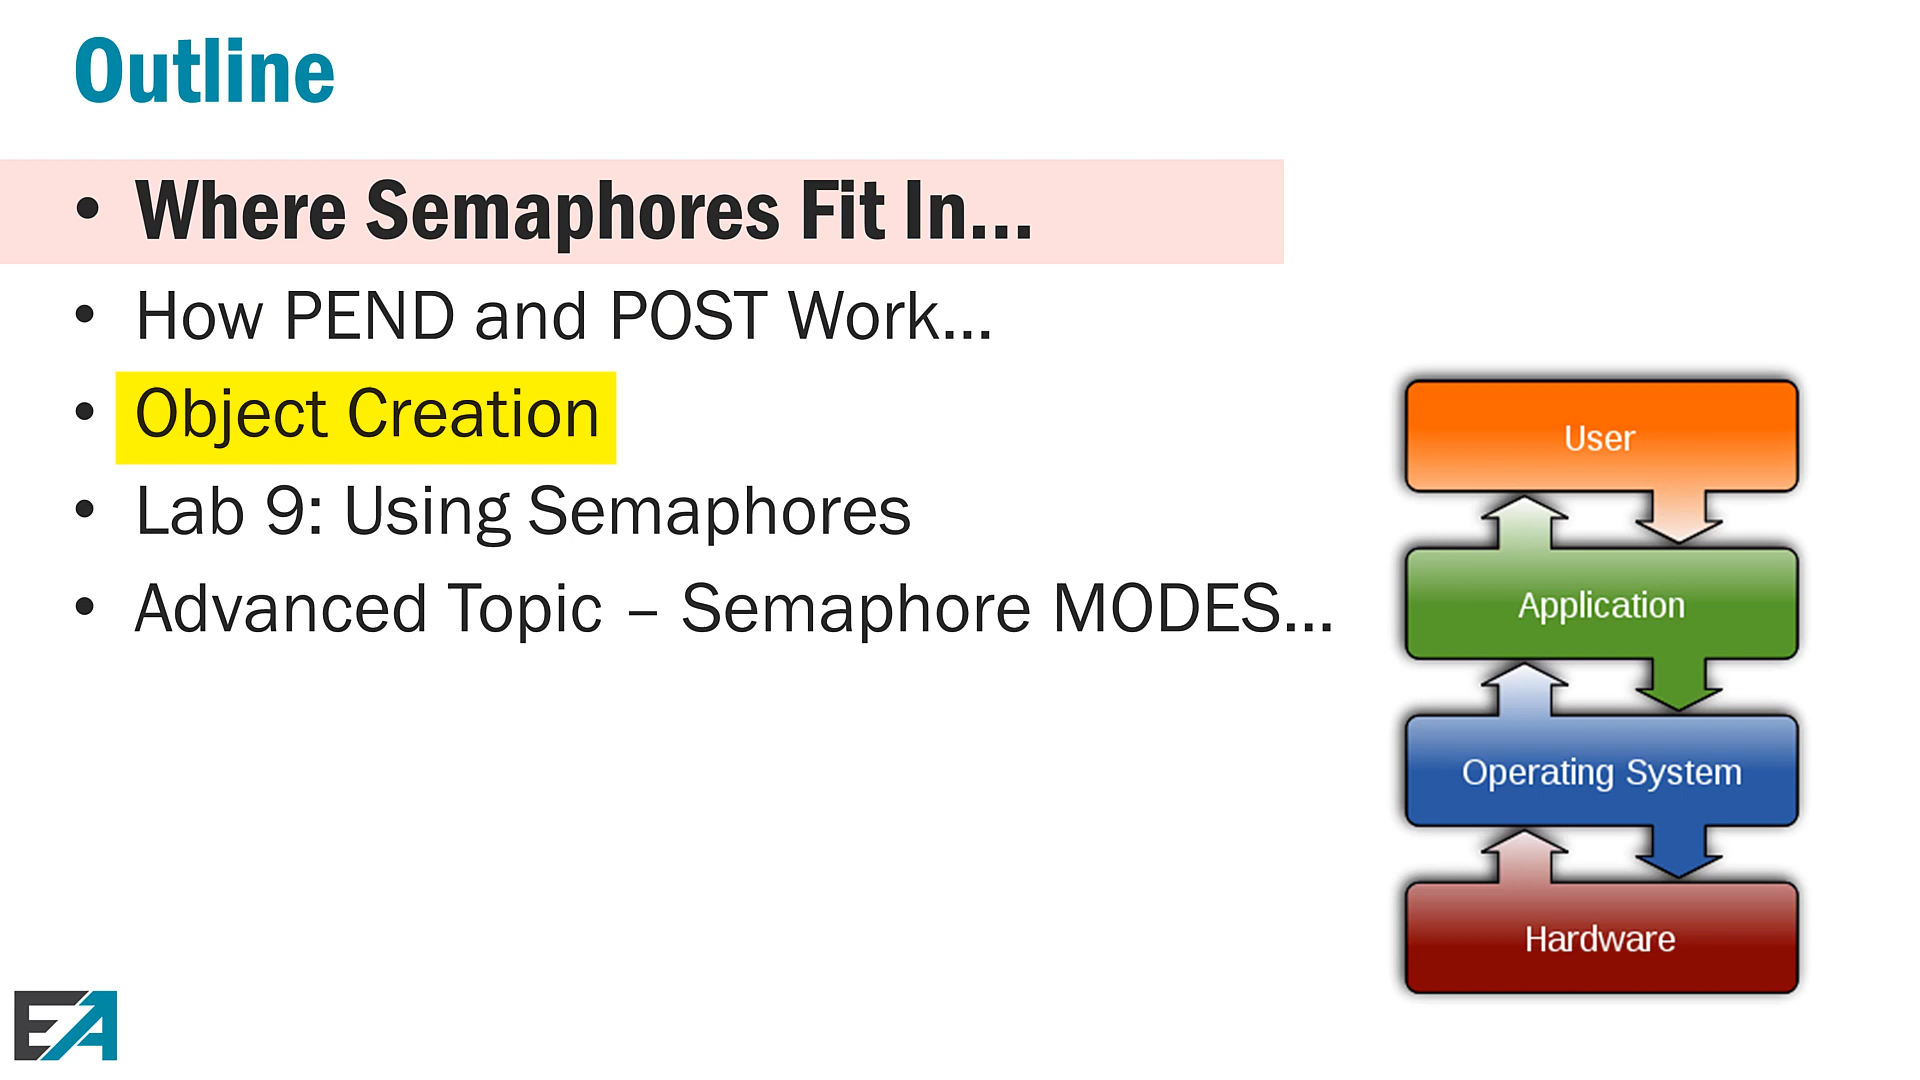 Outline
• Where Semaphores Fit In...
• How PEND and POST Work...
• Object Creation
• Lab 9: Using Semaphores
• Advanced Topic – Semaphore MODES...
User
Application
Operating System
Hardware
EA